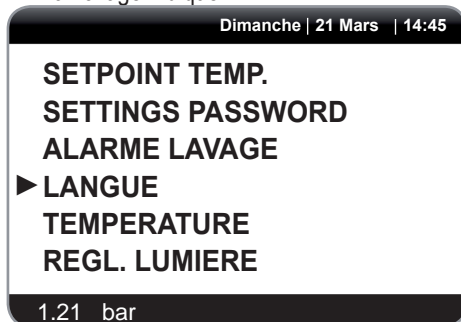 Dimanche | 21 Mars | 14:45
SETPOINT TEMP.
SETTINGS PASSWORD
ALARME LAVAGE
►LANGUE
TEMPERATURE
REGL. LUMIERE
1.21 bar